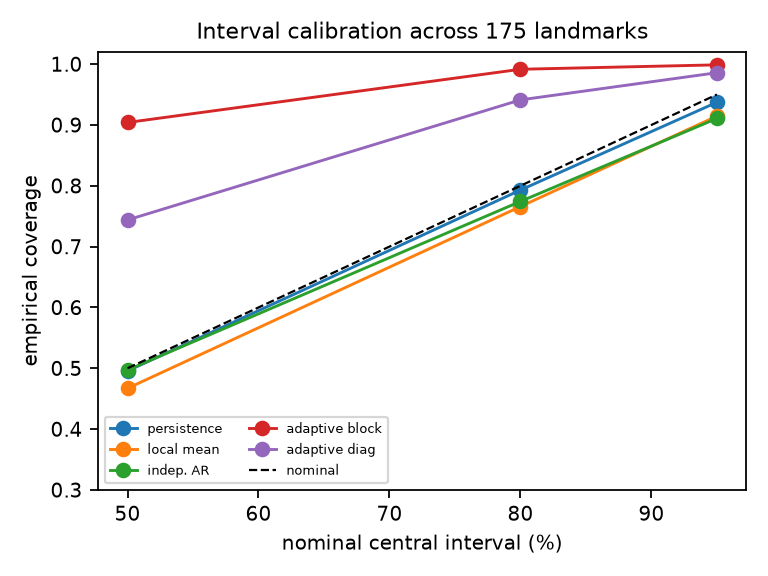 Interval calibration across 175 landmarks
empirical coverage
1.0
0.9
0.8
0.7
0.6
0.5
0.4
0.3
persistence
local mean
indep. AR
adaptive block
adaptive diag
nominal
50
60
70
80
90
nominal central interval (%)